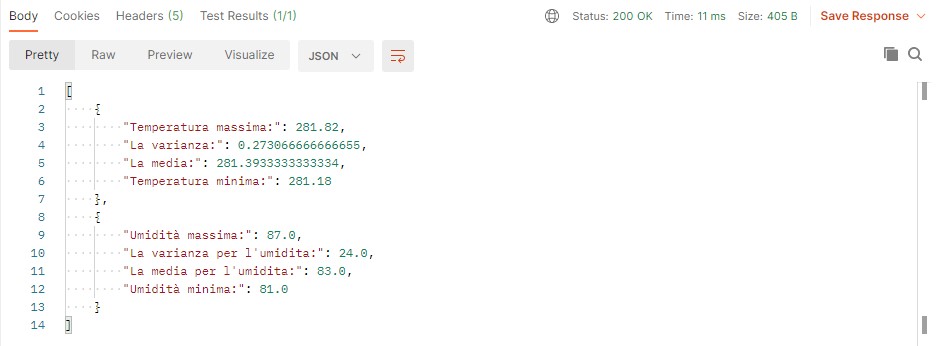 Body Cookies Headers (5) Test Results (1/1) Status: 200 OK Time: 11 ms Size: 405 B Save Response
Pretty Raw Preview Visualize JSON
1 [
2 {
3 "Temperatura massima:": 281.82,
4 "La varianza:": 0.273066666666655,
5 "La media:": 281.3933333333334,
6 "Temperatura minima:": 281.18
7 },
8 {
9 "Umidità massima:": 87.0,
10 "La varianza per l'umidita:": 24.0,
11 "La media per l'umidita:": 83.0,
12 "Umidità minima:": 81.0
13 }
14 ]